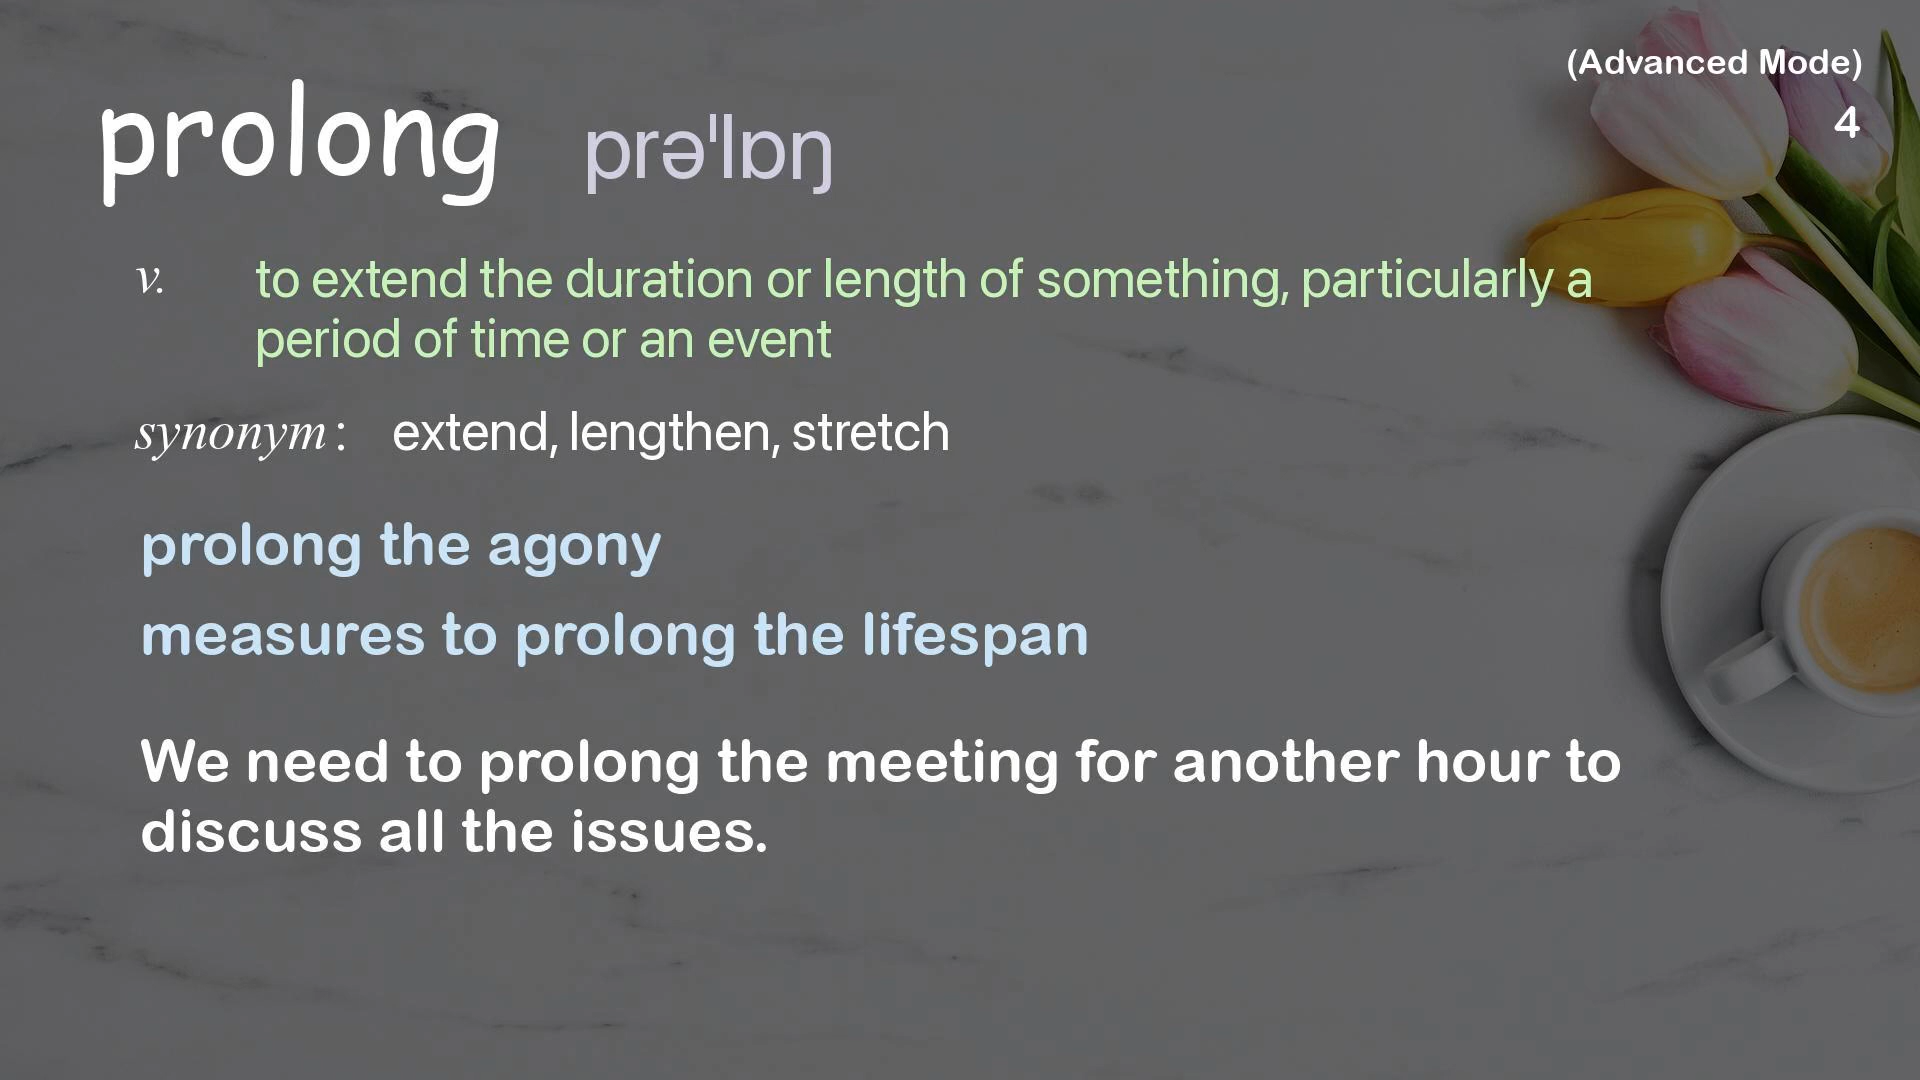 (Advanced Mode)
prolong prəˈlɒŋ
4
v. to extend the duration or length of something, particularly a
period of time or an event
synonym : extend, lengthen, stretch
prolong the agony
measures to prolong the lifespan
We need to prolong the meeting for another hour to
discuss all the issues.